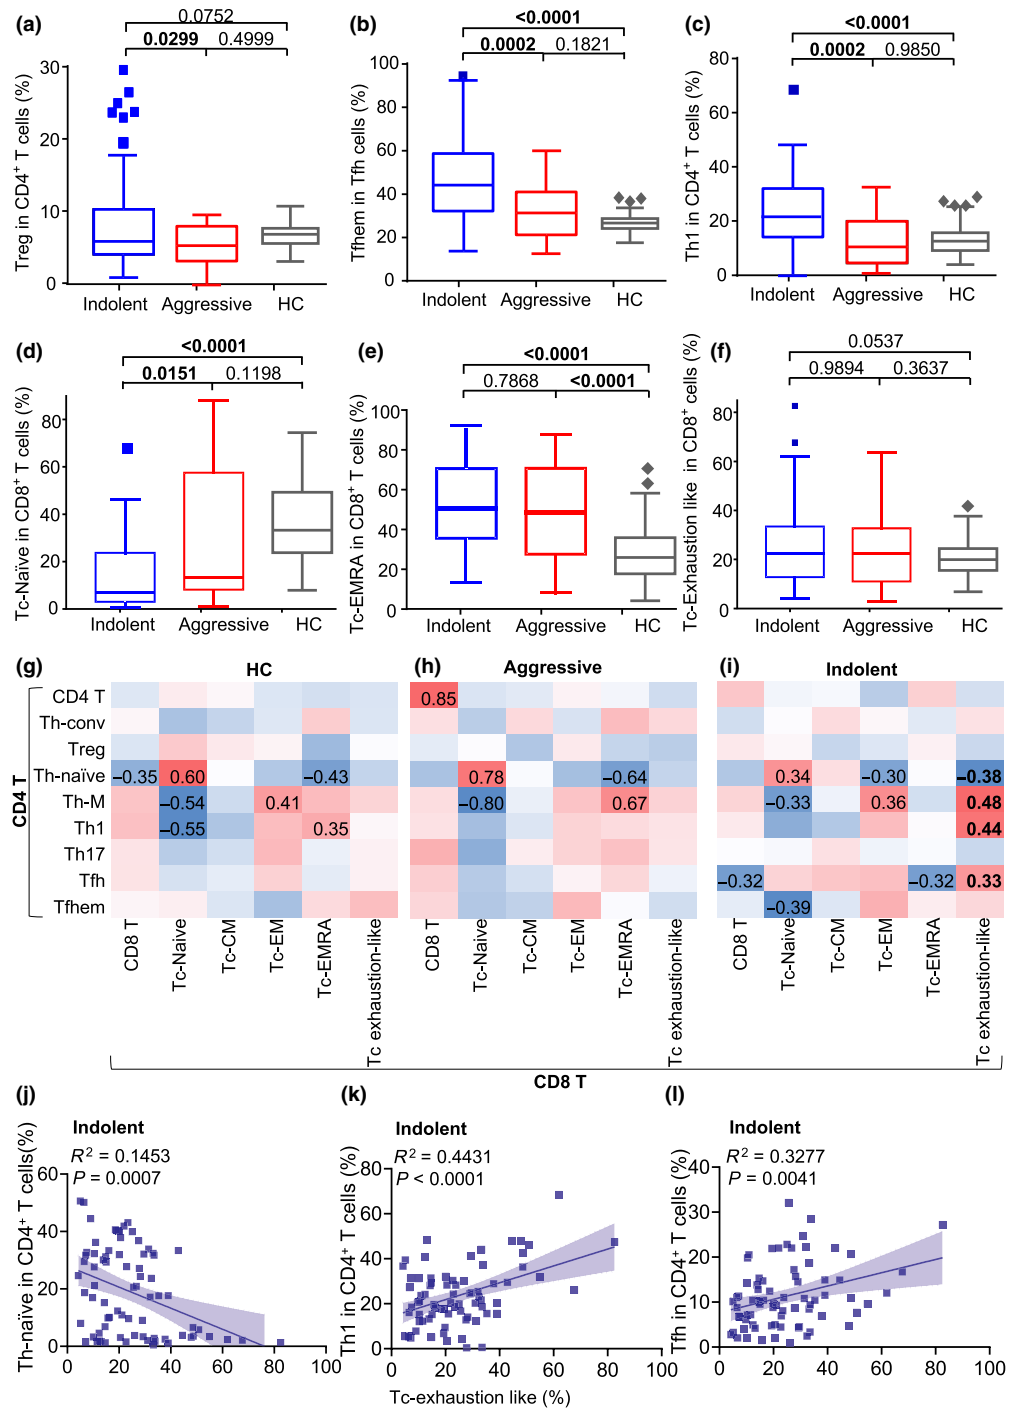 (a)
0.0752
0.0299 0.4999
Treg in CD4⁺ T cells (%)
30
20
10
0
Indolent Aggressive HC
(b)
<0.0001
0.0002 0.1821
Tfhem in Tfh cells (%)
100
80
60
40
20
0
Indolent Aggressive HC
(c)
<0.0001
0.0002 0.9850
Th1 in CD4⁺ T cells (%)
80
60
40
20
0
Indolent Aggressive HC
(d)
<0.0001
0.0151 0.1198
Tc-Naïve in CD8⁺ T cells (%)
80
60
40
20
0
Indolent Aggressive HC
(e)
<0.0001
0.7868 <0.0001
Tc-EMRA in CD8⁺ T cells (%)
100
80
60
40
20
0
Indolent Aggressive HC
(f)
0.0537
0.9894 0.3637
Tc-Exhaustion like in CD8⁺ cells (%)
80
60
40
20
0
Indolent Aggressive HC
(g) HC
(h) Aggressive
(i) Indolent
CD4 T
CD4 T 0.85
Th-conv
Treg
Th-naïve −0.35 0.60 −0.43 0.78 −0.64 0.34 −0.30 −0.38
Th-M −0.54 0.41 −0.80 0.67 −0.33 0.36 0.48
Th1 −0.55 0.35 0.44
Th17
Tfh −0.32 −0.32 0.33
Tfhem −0.39
CD8 T Tc-Naive Tc-CM Tc-EM Tc-EMRA Tc exhaustion-like
CD8 T Tc-Naive Tc-CM Tc-EM Tc-EMRA Tc exhaustion-like
CD8 T Tc-Naive Tc-CM Tc-EM Tc-EMRA Tc exhaustion-like
CD8 T
(j)
Indolent
R² = 0.1453
P = 0.0007
Th-naïve in CD4⁺ T cells(%)
60
40
20
0
0 20 40 60 80 100
(k)
Indolent
R² = 0.4431
P < 0.0001
Th1 in CD4⁺ T cells (%)
80
60
40
20
0
0 20 40 60 80 100
Tc-exhaustion like (%)
(l)
Indolent
R² = 0.3277
P = 0.0041
Tfh in CD4⁺ T cells (%)
40
30
20
10
0
0 20 40 60 80 100